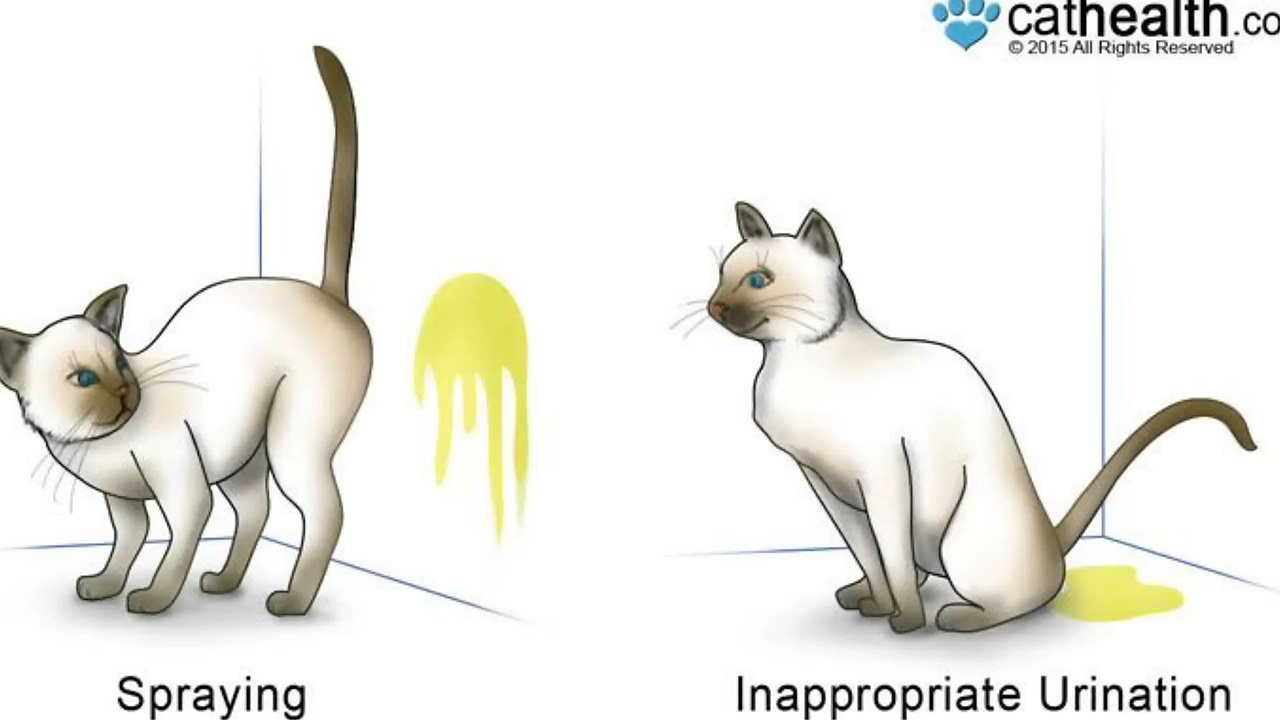 cathealth.co
© 2015 All Rights Reserved
Spraying
Inappropriate Urination